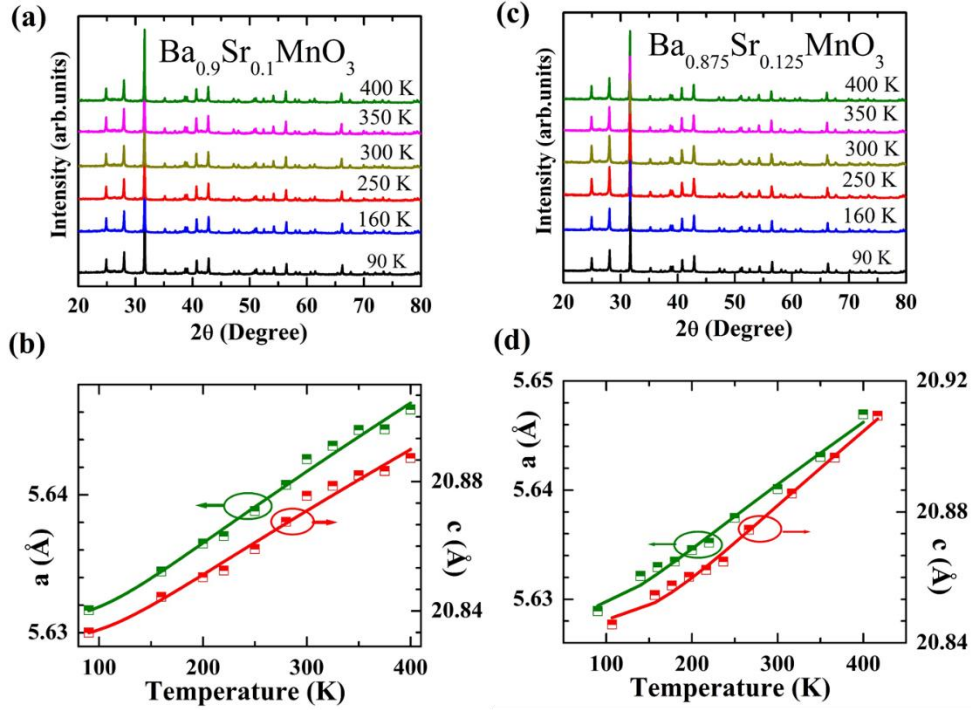 (a)
Ba0.9Sr0.1MnO3
400 K
350 K
300 K
250 K
160 K
90 K
Intensity (arb.units)
20 30 40 50 60 70 80
2θ (Degree)
(c)
Ba0.875Sr0.125MnO3
400 K
350 K
300 K
250 K
160 K
90 K
Intensity (arb.units)
20 30 40 50 60 70 80
2θ (Degree)
(b)
5.64
5.63
a (Å)
20.88
20.84
c (Å)
100 200 300 400
Temperature (K)
(d)
5.65
5.64
5.63
a (Å)
20.92
20.88
20.84
c (Å)
100 200 300 400
Temperature (K)